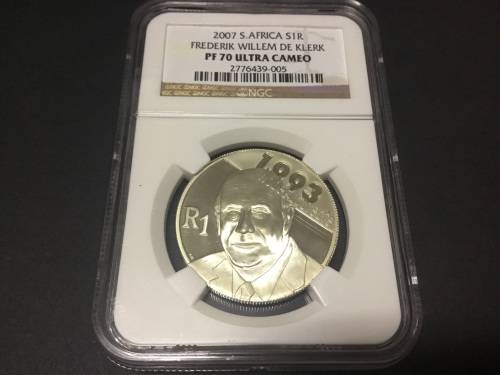 2007 S.AFRICA S1R
FREDERIK WILLEM DE KLERK
PF 70 ULTRA CAMEO
2776439-005
NGC
1993
R1